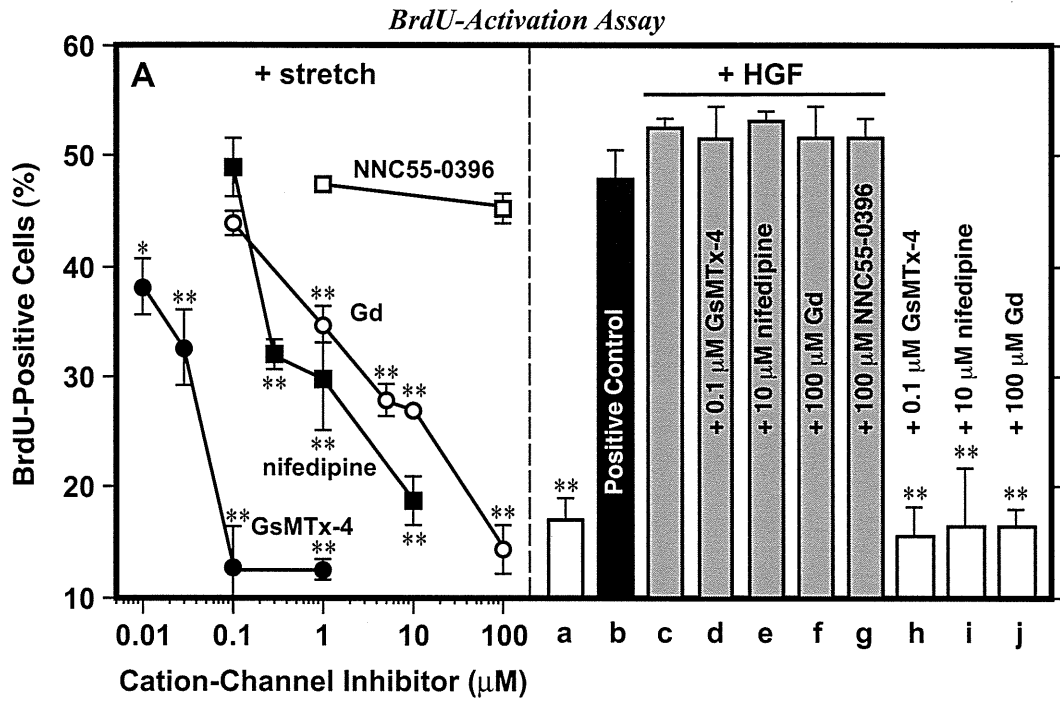 BrdU-Activation Assay
A
+ stretch
+ HGF
BrdU-Positive Cells (%)
60
50
40
30
20
10
NNC55-0396
*
**
**
Gd
**
**
**
**
nifedipine
**
GsMTx-4
**
**
**
**
Positive Control
+ 0.1 μM GsMTx-4
+ 10 μM nifedipine
+ 100 μM Gd
+ 100 μM NNC55-0396
+ 0.1 μM GsMTx-4
+ 10 μM nifedipine
+ 100 μM Gd
**
**
**
**
0.01 0.1 1 10 100
a b c d e f g h i j
Cation-Channel Inhibitor (μM)